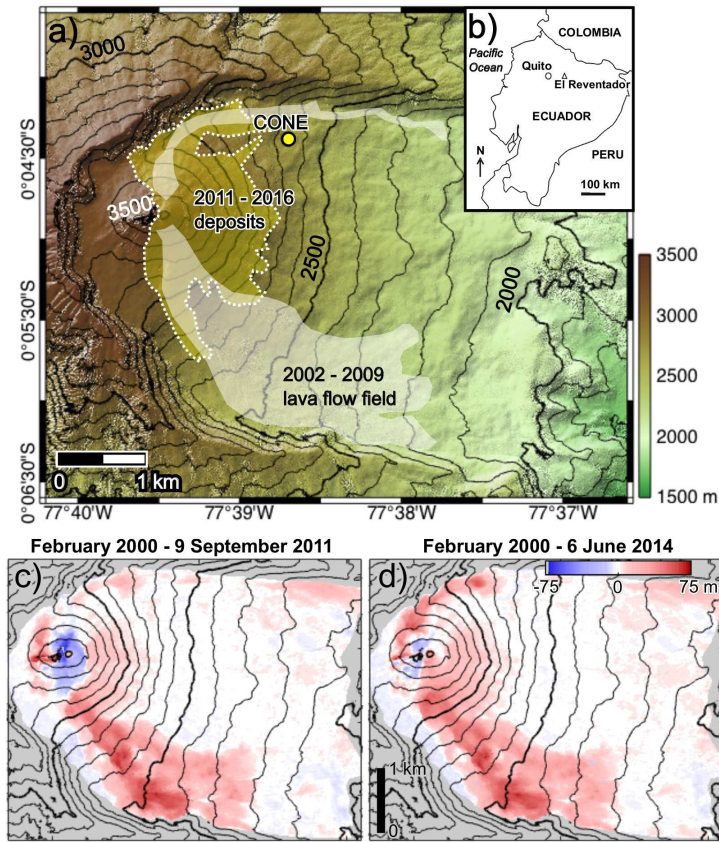 a)
3000
CONE
3500
2011 - 2016
deposits
2500
2000
2002 - 2009
lava flow field
0 1 km
0°04'30"S
0°05'30"S
0°06'30"S
77°40'W 77°39'W 77°38'W 77°37'W
b)
COLOMBIA
Pacific
Ocean
Quito
El Reventador
ECUADOR
PERU
N
100 km
3500
3000
2500
2000
1500 m
February 2000 - 9 September 2011
c)
February 2000 - 6 June 2014
d)
-75 0 75 m
1 km
0